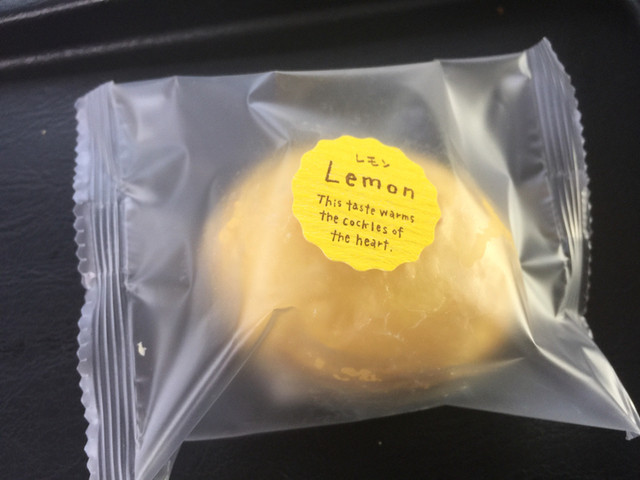 レモン
Lemon
This taste warms
the cockles of
the heart.